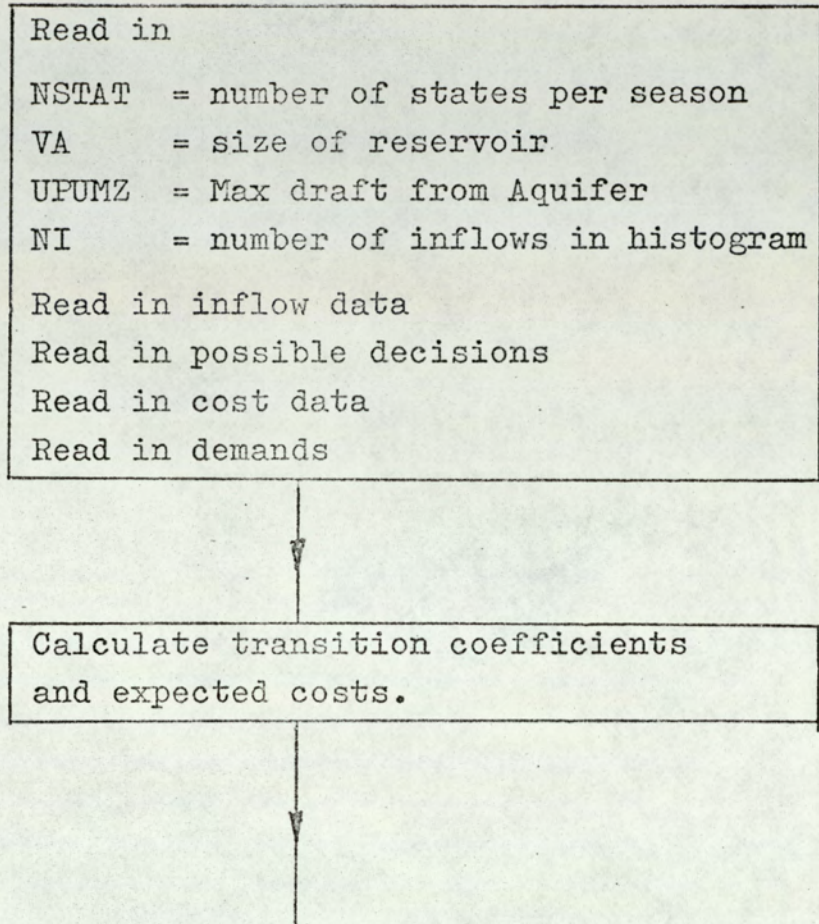 Read in
NSTAT = number of states per season
VA = size of reservoir
UPUMZ = Max draft from Aquifer
NI = number of inflows in histogram
Read in inflow data
Read in possible decisions
Read in cost data
Read in demands
Calculate transition coefficients
and expected costs.